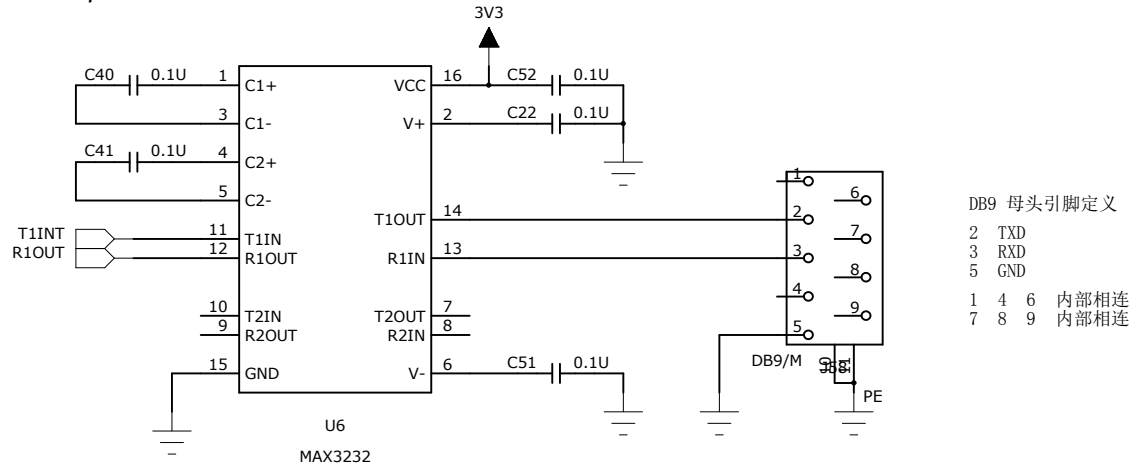 3V3
C40 0.1U 1 C1+ VCC 16 C52 0.1U
3 C1- V+ 2 C22 0.1U
C41 0.1U 4 C2+
5 C2-
T1INT 11 T1IN T1OUT 14
R1OUT 12 R1OUT R1IN 13
10 T2IN T2OUT 7
9 R2OUT R2IN 8
15 GND V- 6 C51 0.1U
U6
MAX3232
1
6
2
7
3
8
4
9
5
DB9/M
PE
DB9 母头引脚定义
2 TXD
3 RXD
5 GND
1 4 6 内部相连
7 8 9 内部相连